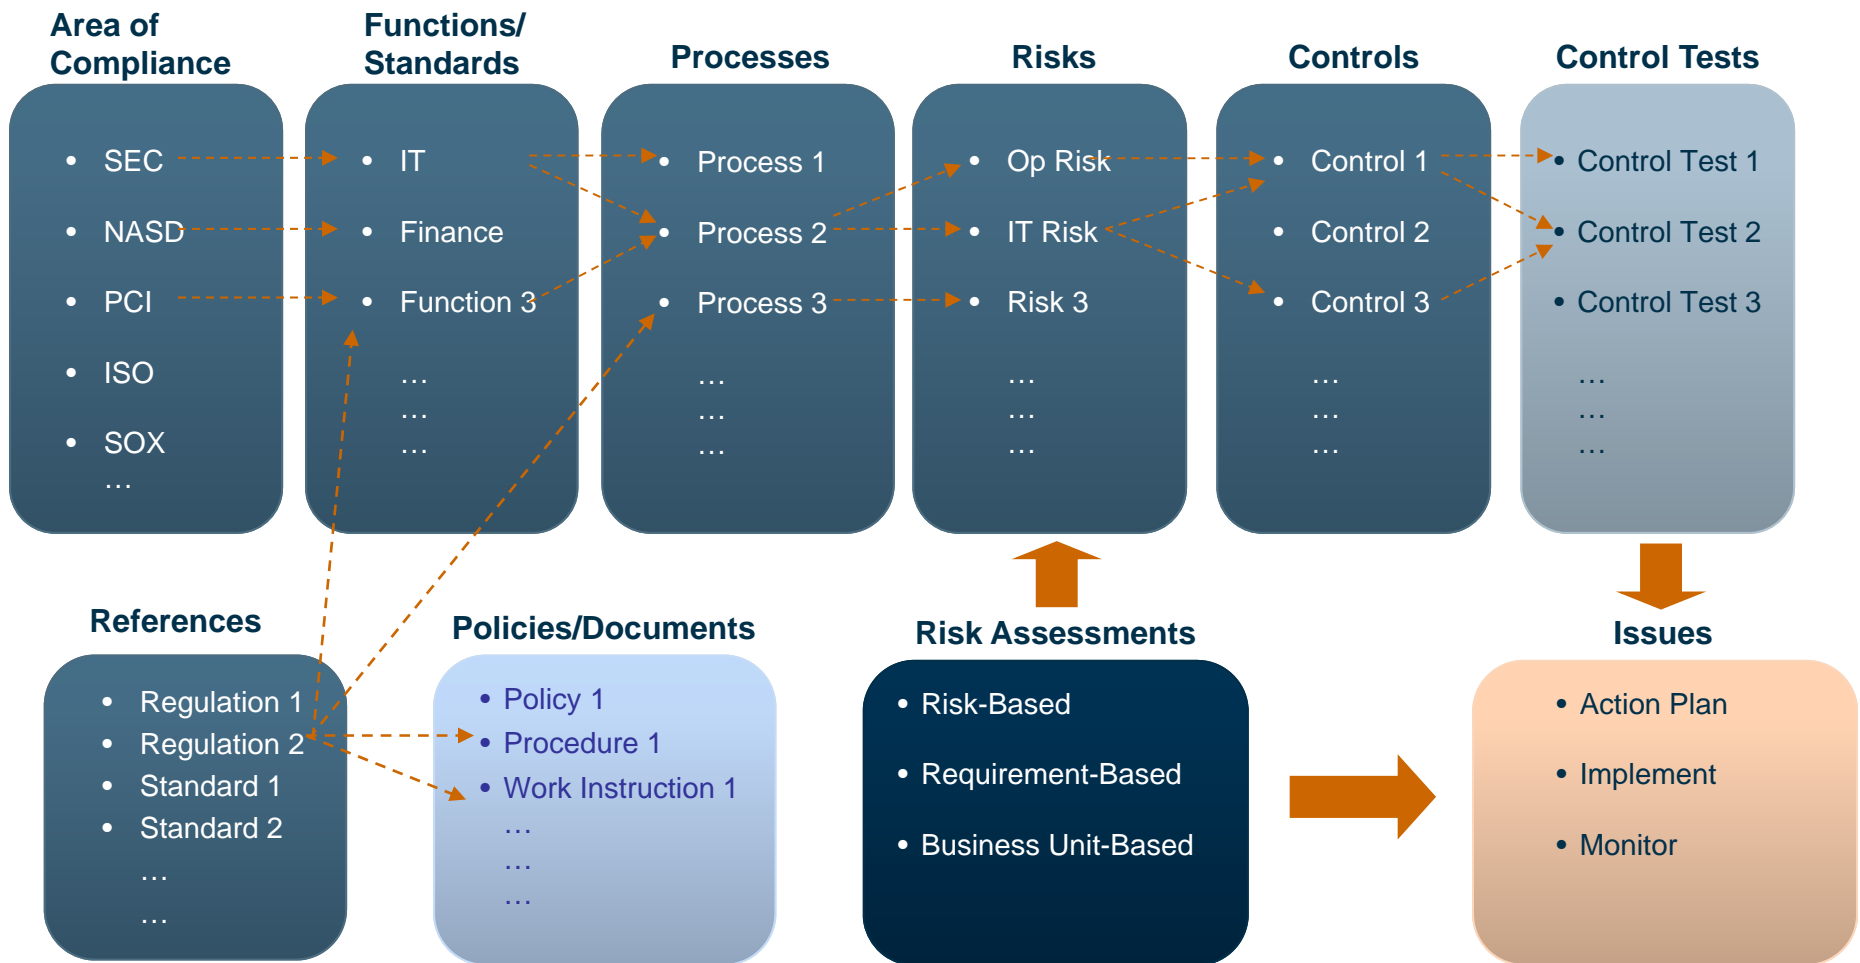 Area of
Compliance
• SEC
• NASD
• PCI
• ISO
• SOX
…
Functions/
Standards
• IT
• Finance
• Function 3
…
…
…
Processes
• Process 1
• Process 2
• Process 3
…
…
…
Risks
• Op Risk
• IT Risk
• Risk 3
…
…
…
Controls
• Control 1
• Control 2
• Control 3
…
…
…
Control Tests
• Control Test 1
• Control Test 2
• Control Test 3
…
…
…
References
• Regulation 1
• Regulation 2
• Standard 1
• Standard 2
…
…
Policies/Documents
• Policy 1
• Procedure 1
• Work Instruction 1
…
…
…
Risk Assessments
• Risk-Based
• Requirement-Based
• Business Unit-Based
Issues
• Action Plan
• Implement
• Monitor